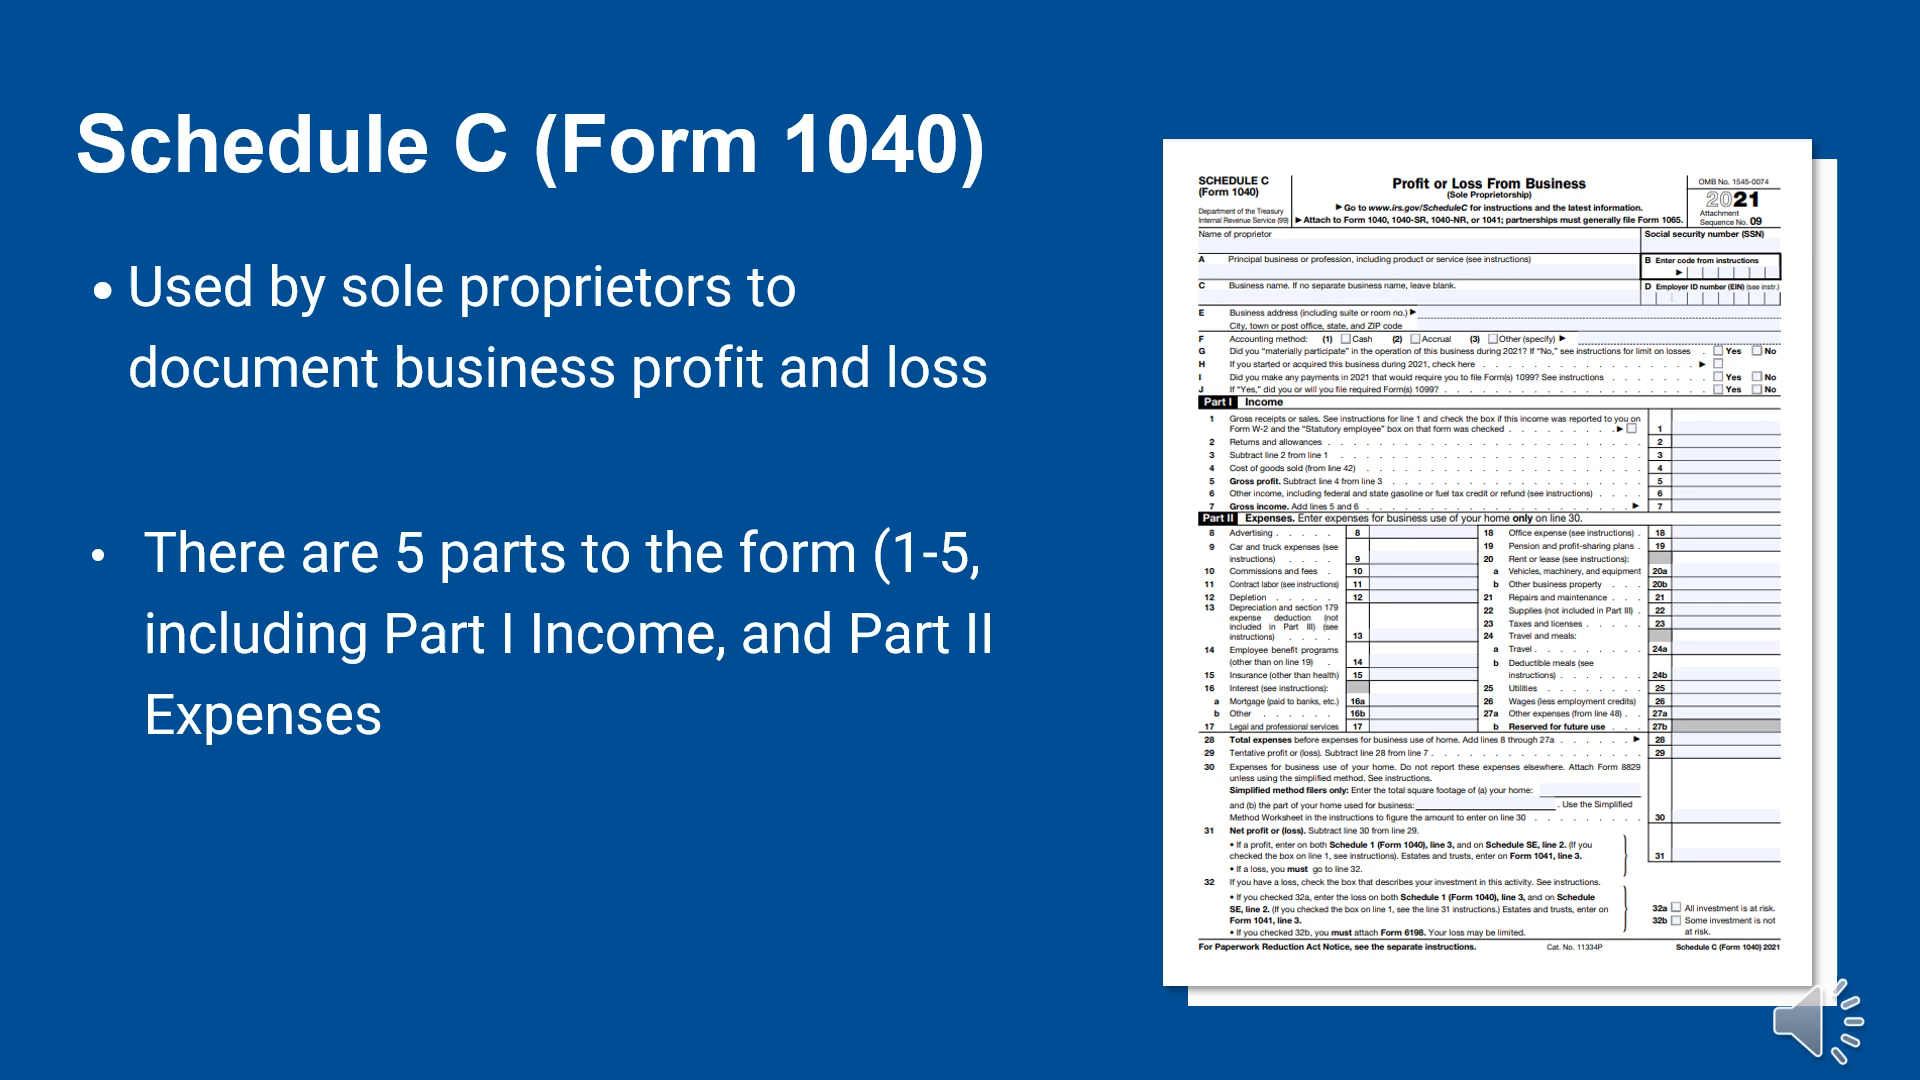 Schedule C (Form 1040)
• Used by sole proprietors to
document business profit and loss
• There are 5 parts to the form (1-5,
including Part I Income, and Part II
Expenses
SCHEDULE C
(Form 1040)
Department of the Treasury
Internal Revenue Service (99)
Profit or Loss From Business
(Sole Proprietorship)
▶ Go to www.irs.gov/ScheduleC for instructions and the latest information.
▶ Attach to Form 1040, 1040-SR, 1040-NR, or 1041; partnerships must generally file Form 1065.
OMB No. 1545-0074
2021
Attachment
Sequence No. 09
Name of proprietor
Social security number (SSN)
A Principal business or profession, including product or service (see instructions)
B Enter code from instructions
▶
C Business name. If no separate business name, leave blank.
D Employer ID number (EIN) (see instr.)
E Business address (including suite or room no.) ▶
City, town or post office, state, and ZIP code
F Accounting method: (1) Cash (2) Accrual (3) Other (specify) ▶
G Did you “materially participate” in the operation of this business during 2021? If “No,” see instructions for limit on losses . Yes No
H If you started or acquired this business during 2021, check here ▶
I Did you make any payments in 2021 that would require you to file Form(s) 1099? See instructions Yes No
J If “Yes,” did you or will you file required Form(s) 1099? Yes No
Part I Income
1 Gross receipts or sales. See instructions for line 1 and check the box if this income was reported to you on
Form W-2 and the “Statutory employee” box on that form was checked ▶ 1
2 Returns and allowances 2
3 Subtract line 2 from line 1 3
4 Cost of goods sold (from line 42) 4
5 Gross profit. Subtract line 4 from line 3 5
6 Other income, including federal and state gasoline or fuel tax credit or refund (see instructions) 6
7 Gross income. Add lines 5 and 6 ▶ 7
Part II Expenses. Enter expenses for business use of your home only on line 30.
8 Advertising 8
9 Car and truck expenses (see
instructions) 9
10 Commissions and fees 10
11 Contract labor (see instructions) 11
12 Depletion 12
13 Depreciation and section 179
expense deduction (not
included in Part III) (see
instructions) 13
14 Employee benefit programs
(other than on line 19) 14
15 Insurance (other than health) 15
16 Interest (see instructions):
a Mortgage (paid to banks, etc.) 16a
b Other 16b
17 Legal and professional services 17
18 Office expense (see instructions) 18
19 Pension and profit-sharing plans 19
20 Rent or lease (see instructions):
a Vehicles, machinery, and equipment 20a
b Other business property 20b
21 Repairs and maintenance 21
22 Supplies (not included in Part III) 22
23 Taxes and licenses 23
24 Travel and meals:
a Travel 24a
b Deductible meals (see
instructions) 24b
25 Utilities 25
26 Wages (less employment credits) 26
27a Other expenses (from line 48) 27a
b Reserved for future use 27b
28 Total expenses before expenses for business use of home. Add lines 8 through 27a ▶ 28
29 Tentative profit or (loss). Subtract line 28 from line 7 29
30 Expenses for business use of your home. Do not report these expenses elsewhere. Attach Form 8829
unless using the simplified method. See instructions.
Simplified method filers only: Enter the total square footage of (a) your home:
and (b) the part of your home used for business: . Use the Simplified
Method Worksheet in the instructions to figure the amount to enter on line 30 30
31 Net profit or (loss). Subtract line 30 from line 29.
• If a profit, enter on both Schedule 1 (Form 1040), line 3, and on Schedule SE, line 2. (If you
checked the box on line 1, see instructions). Estates and trusts, enter on Form 1041, line 3.
• If a loss, you must go to line 32.
31
32 If you have a loss, check the box that describes your investment in this activity. See instructions.
• If you checked 32a, enter the loss on both Schedule 1 (Form 1040), line 3, and on Schedule
SE, line 2. (If you checked the box on line 1, see the line 31 instructions.) Estates and trusts, enter on
Form 1041, line 3.
• If you checked 32b, you must attach Form 6198. Your loss may be limited.
32a All investment is at risk.
32b Some investment is not
at risk.
For Paperwork Reduction Act Notice, see the separate instructions. Cat. No. 11334P Schedule C (Form 1040) 2021